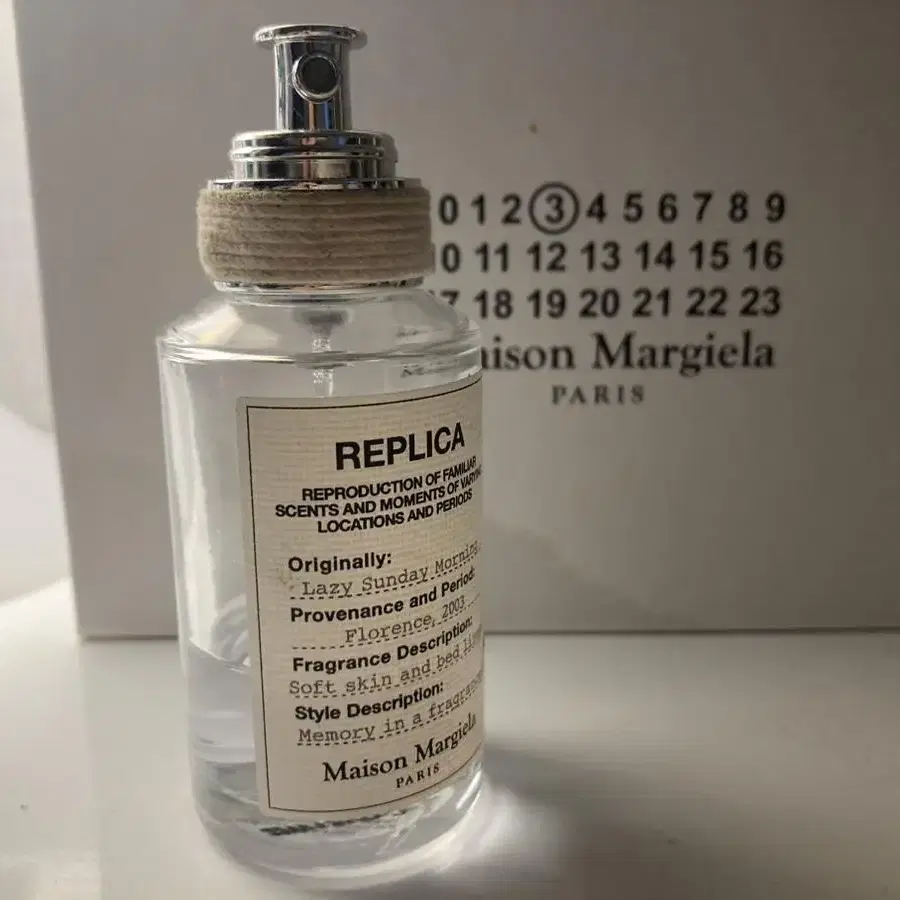 0 1 2 3 4 5 6 7 8 9
0 11 12 13 14 15 16
18 19 20 21 22 23
aison Margiela
PARIS
REPLICA
REPRODUCTION OF FAMILIAR
SCENTS AND MOMENTS OF VARYING
LOCATIONS AND PERIODS
Originally:
Lazy Sunday Morning
Provenance and Period:
Florence, 2003
Fragrance Description:
Soft skin and bed
Style Description:
Memory in a fragrance
Maison Margiela
PARIS